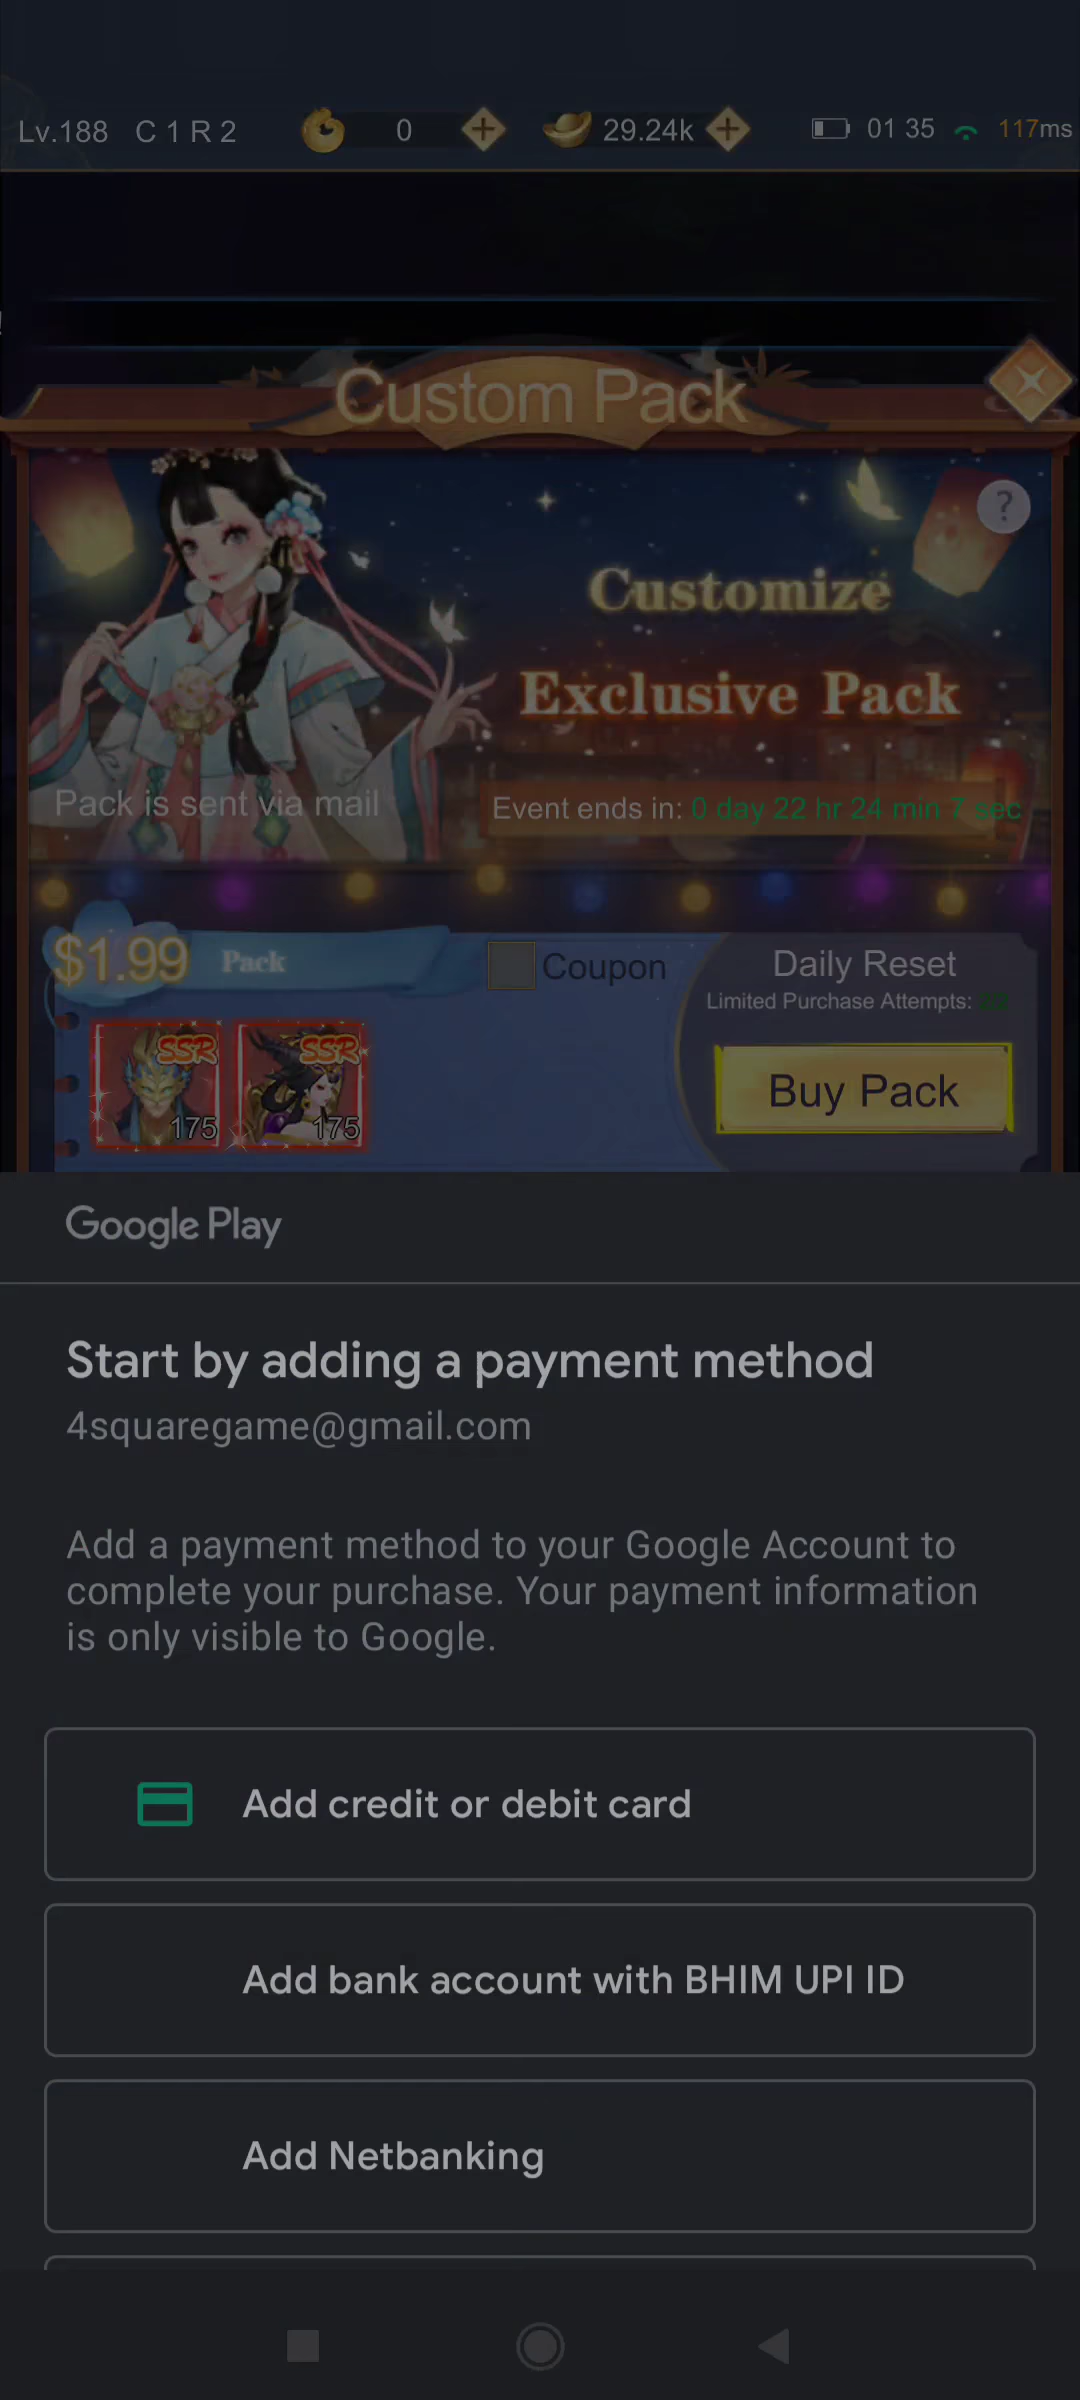 Lv.188 C 1 R 2 0 29.24k 01 35 117ms
Custom Pack
?
Customize
Exclusive Pack
Pack is sent via mail
Event ends in: 0 day 22 hr 24 min 7 sec
$1.99 Pack Coupon Daily Reset
Limited Purchase Attempts:
SSR SSR
Buy Pack
175 175
Google Play
Start by adding a payment method
4squaregame@gmail.com
Add a payment method to your Google Account to
complete your purchase. Your payment information
is only visible to Google.
Add credit or debit card
Add bank account with BHIM UPI ID
Add Netbanking